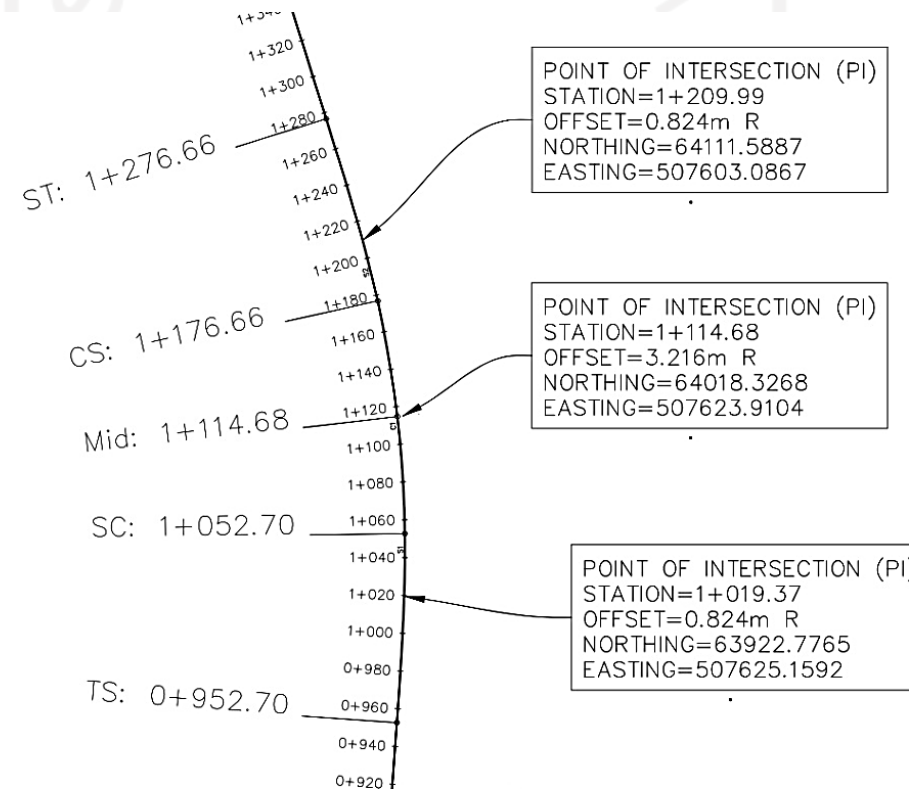 1+340
1+320
1+300
1+280
ST: 1+276.66
1+260
1+240
1+220
1+200
S2
1+180
CS: 1+176.66
1+160
1+140
1+120
Mid: 1+114.68
C1
1+100
1+080
1+060
SC: 1+052.70
1+040
S1
1+020
1+000
0+980
TS: 0+952.70
0+960
0+940
0+920
POINT OF INTERSECTION (PI)
STATION=1+209.99
OFFSET=0.824m R
NORTHING=64111.5887
EASTING=507603.0867
POINT OF INTERSECTION (PI)
STATION=1+114.68
OFFSET=3.216m R
NORTHING=64018.3268
EASTING=507623.9104
POINT OF INTERSECTION (PI)
STATION=1+019.37
OFFSET=0.824m R
NORTHING=63922.7765
EASTING=507625.1592